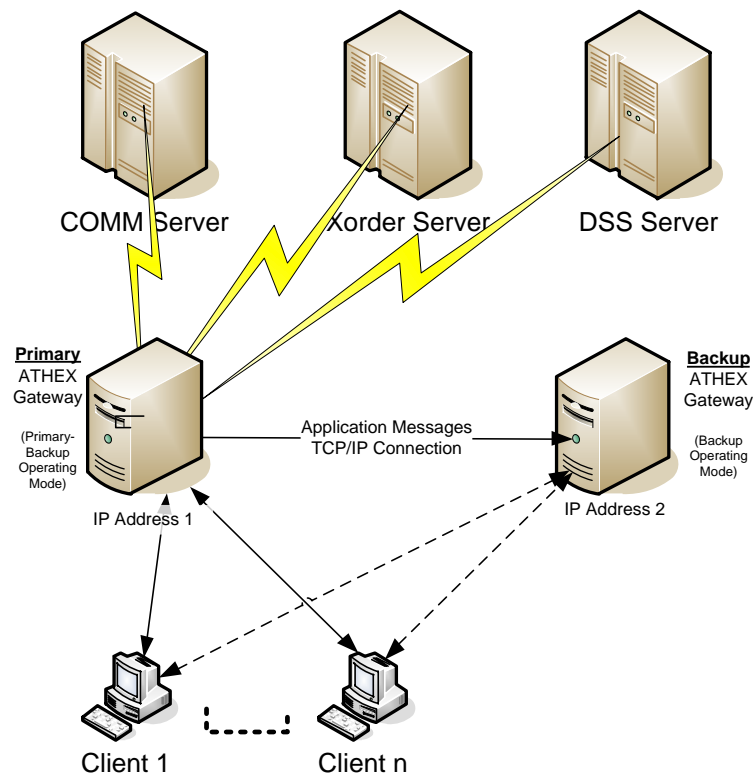 COMM Server
Xorder Server
DSS Server
Primary
ATHEX
Gateway
(Primary-
Backup
Operating
Mode)
Application Messages
TCP/IP Connection
Backup
ATHEX
Gateway
(Backup
Operating
Mode)
IP Address 1
IP Address 2
Client 1
Client n